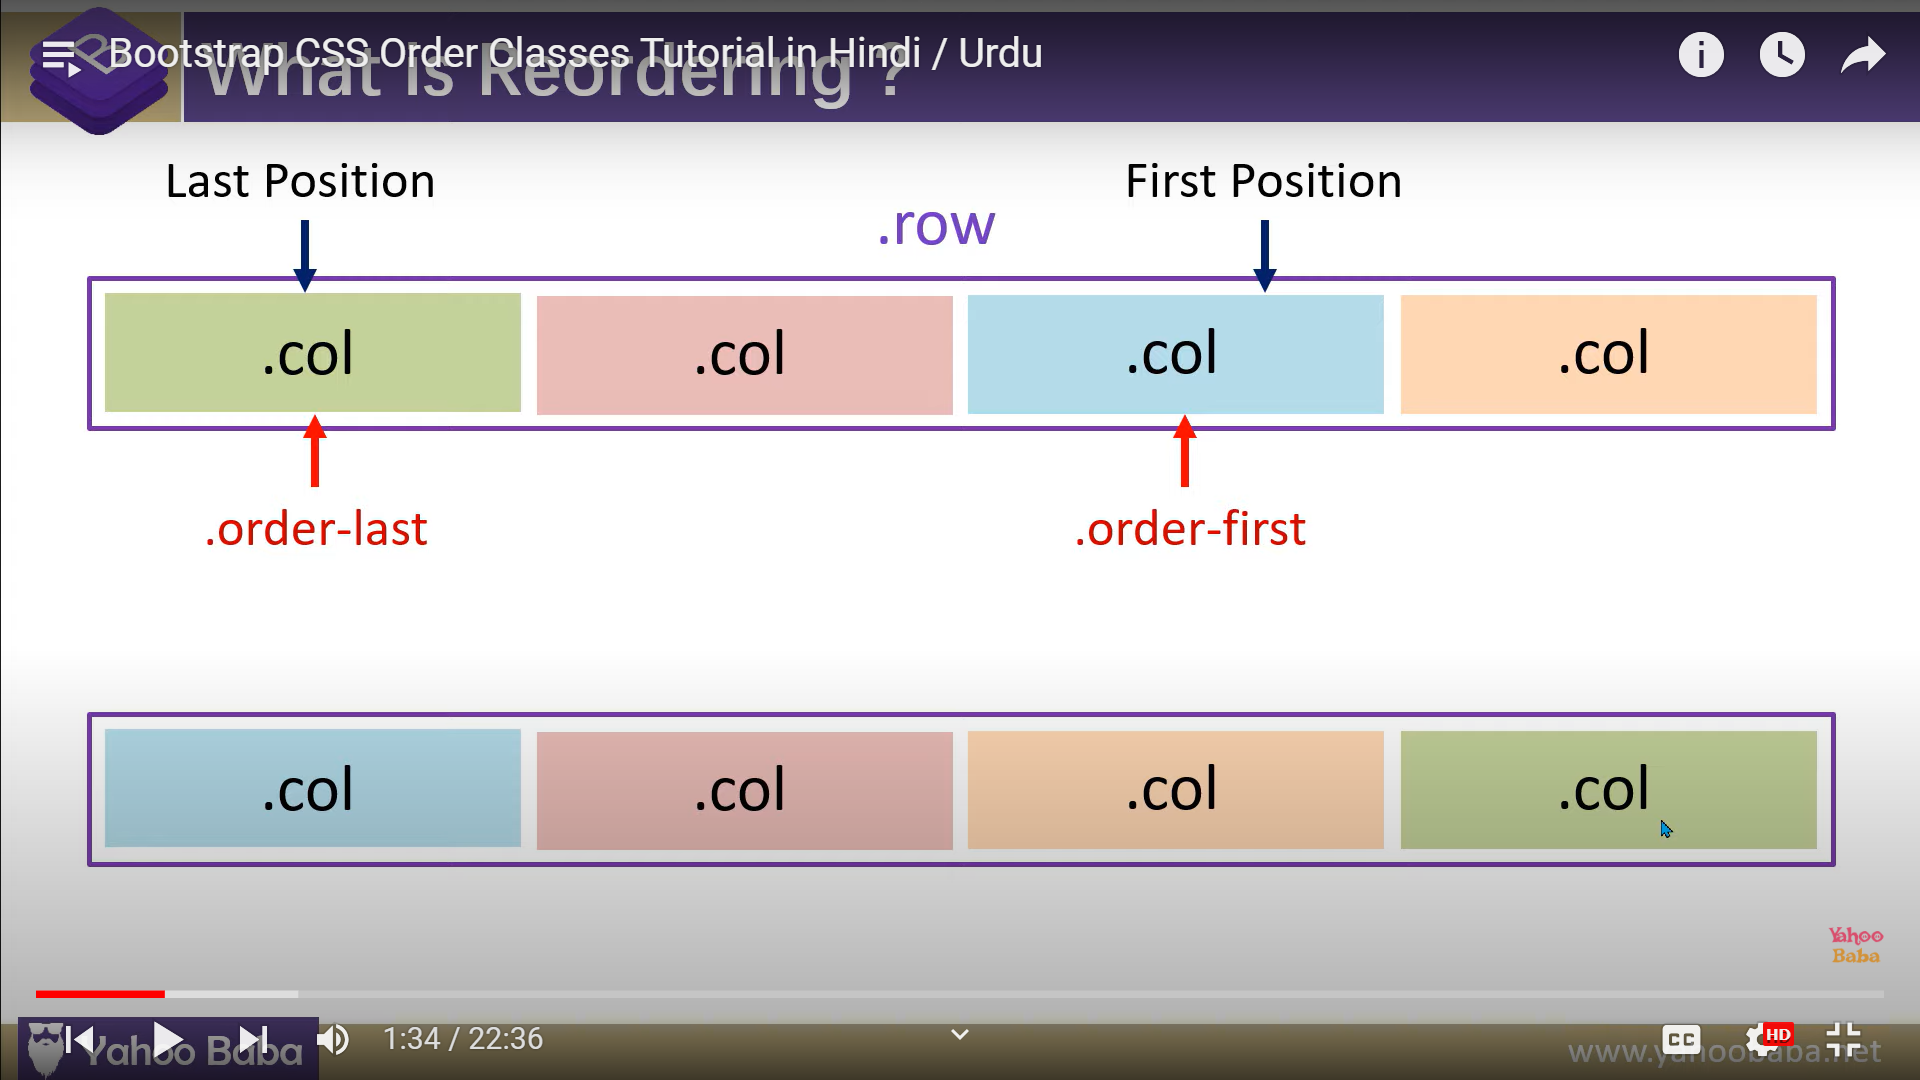 Bootstrap CSS Order Classes Tutorial in Hindi / Urdu
What is Reordering ?
Last Position
First Position
.row
.col .col .col .col
.order-last
.order-first
.col .col .col .col
Yahoo
Baba
Yahoo Baba
1:34 / 22:36
CC
HD
www.yahoobaba.net